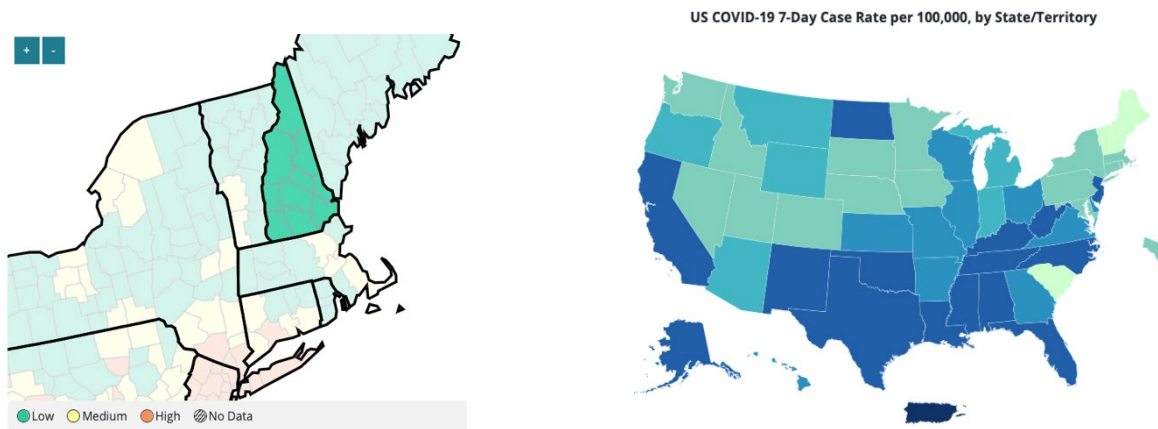 US COVID-19 7-Day Case Rate per 100,000, by State/Territory
+ -
Low Medium High No Data